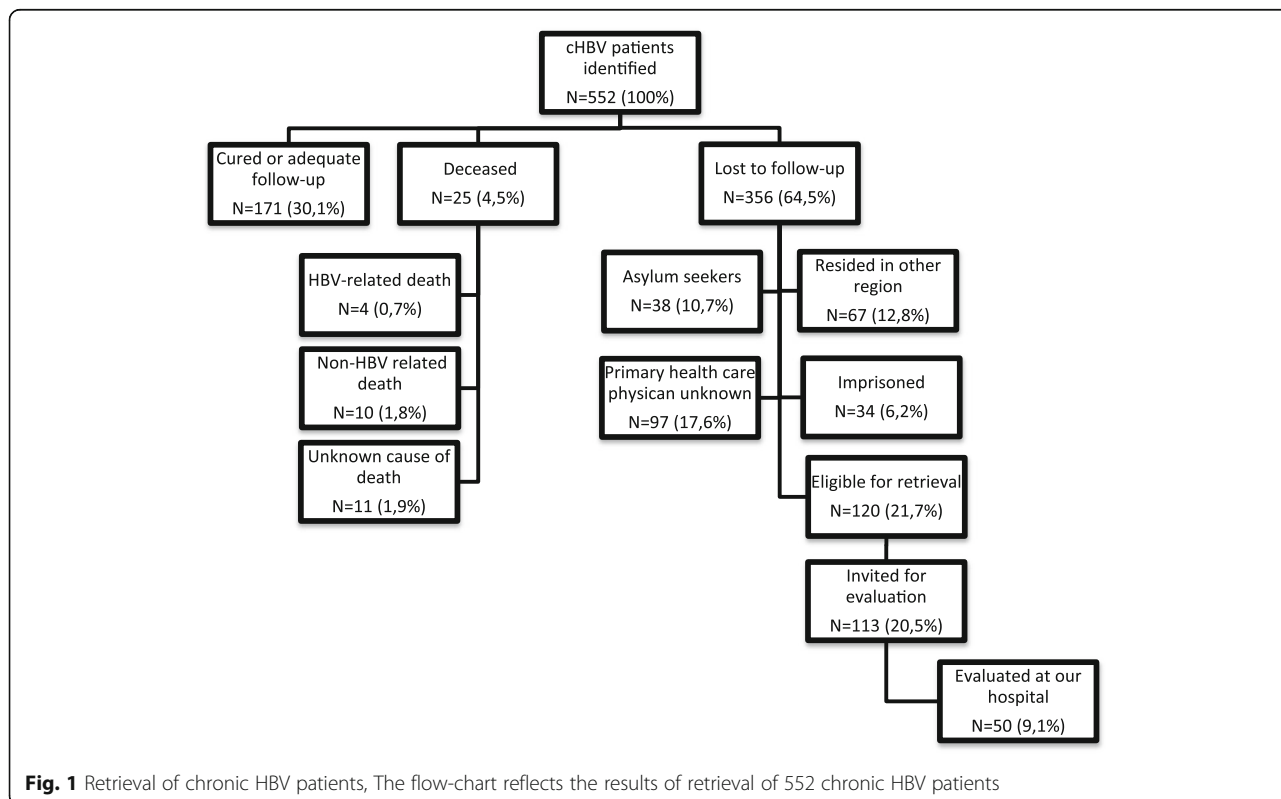 cHBV patients
identified
N=552 (100%)
Cured or adequate
follow-up
N=171 (30,1%)
Deceased
N=25 (4,5%)
Lost to follow-up
N=356 (64,5%)
HBV-related death
N=4 (0,7%)
Non-HBV related
death
N=10 (1,8%)
Unknown cause of
death
N=11 (1,9%)
Asylum seekers
N=38 (10,7%)
Resided in other
region
N=67 (12,8%)
Primary health care
physican unknown
N=97 (17,6%)
Imprisoned
N=34 (6,2%)
Eligible for retrieval
N=120 (21,7%)
Invited for
evaluation
N=113 (20,5%)
Evaluated at our
hospital
N=50 (9,1%)
Fig. 1 Retrieval of chronic HBV patients, The flow-chart reflects the results of retrieval of 552 chronic HBV patients